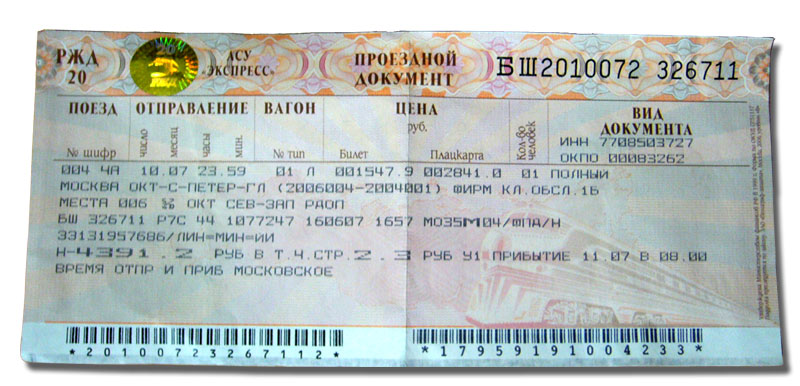 РЖД АСУ ПРОЕЗДНОЙ БШ2010072 326711
20 «ЭКСПРЕСС» ДОКУМЕНТ
ПОЕЗД ОТПРАВЛЕНИЕ ВАГОН ЦЕНА ВИД
ДОКУМЕНТА
№ шифр число месяц часы мин. № тип Билет руб. Плацкарта Кол-во человек ИНН 7708503727
ОКПО 00083262
004 ЧА 10.07 23.59 01 Л 001547.9 002841.0 01 ПОЛНЫЙ
МОСКВА ОКТ-С-ПЕТЕР-ГЛ (2006004-2004001) ФИРМ КЛ.ОБСЛ.1Б
МЕСТА 006 Ж ОКТ СЕВ-ЗАП РАОП
БШ 326711 Р7С 44 1077247 160607 1657 МО35М04/ФПА/Н
33131957686/ЛИН=МИН=ИИ
Н-4391.2 РУБ В Т.Ч.СТР.2.3 РУБ У1 ПРИБЫТИЕ 11.07 В 08.00
ВРЕМЯ ОТПР И ПРИБ МОСКОВСКОЕ
*20100723267112* *17959191004233*